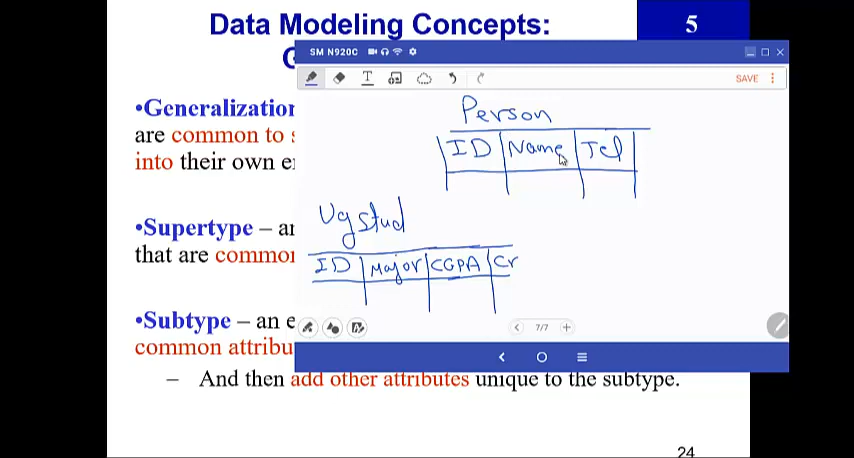 Data Modeling Concepts:
5
G
SM N920C
SAVE
•Generalization
are common to s
into their own e
Person
ID Name Tel
•Supertype – an
that are common
Ug Stud
ID Major CGPA Cr
•Subtype – an e
common attribu
7/7
– And then add other attributes unique to the subtype.
24